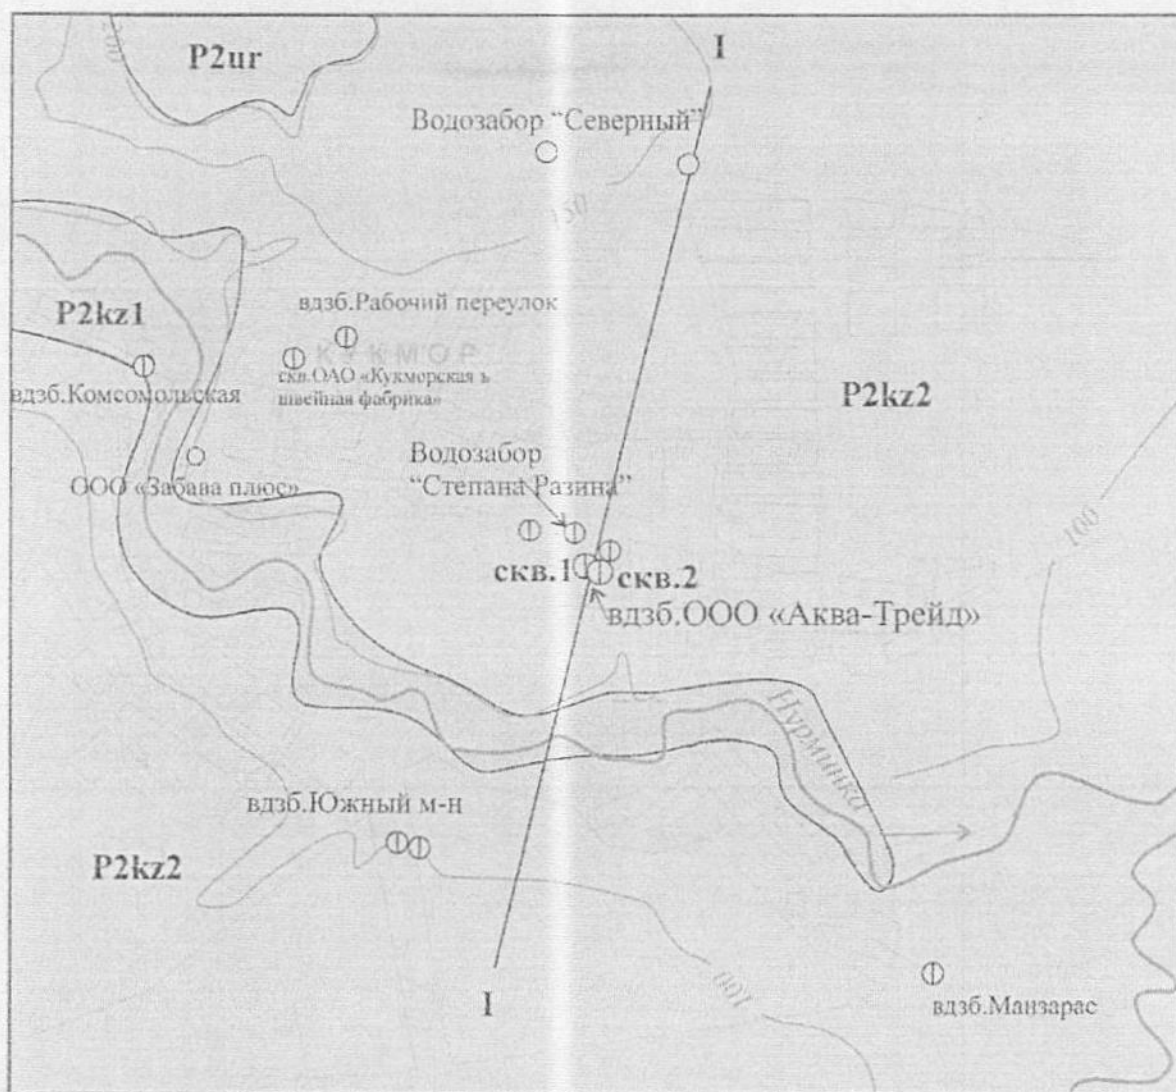 200
P2ur
I
Водозабор “Северный”
150
P2kz1
вдзб.Рабочий переулок
КУКМОР
скв.ОАО «Кукморская ь
швейная фабрика»
вдзб.Комсомольская
P2kz2
Водозабор
“Степана Разина”
ООО «Забава плюс»
100
скв.1
скв.2
вдзб.ООО «Аква-Трейд»
Нурминка
вдзб.Южный м-н
P2kz2
100
I
вдзб.Манзарас